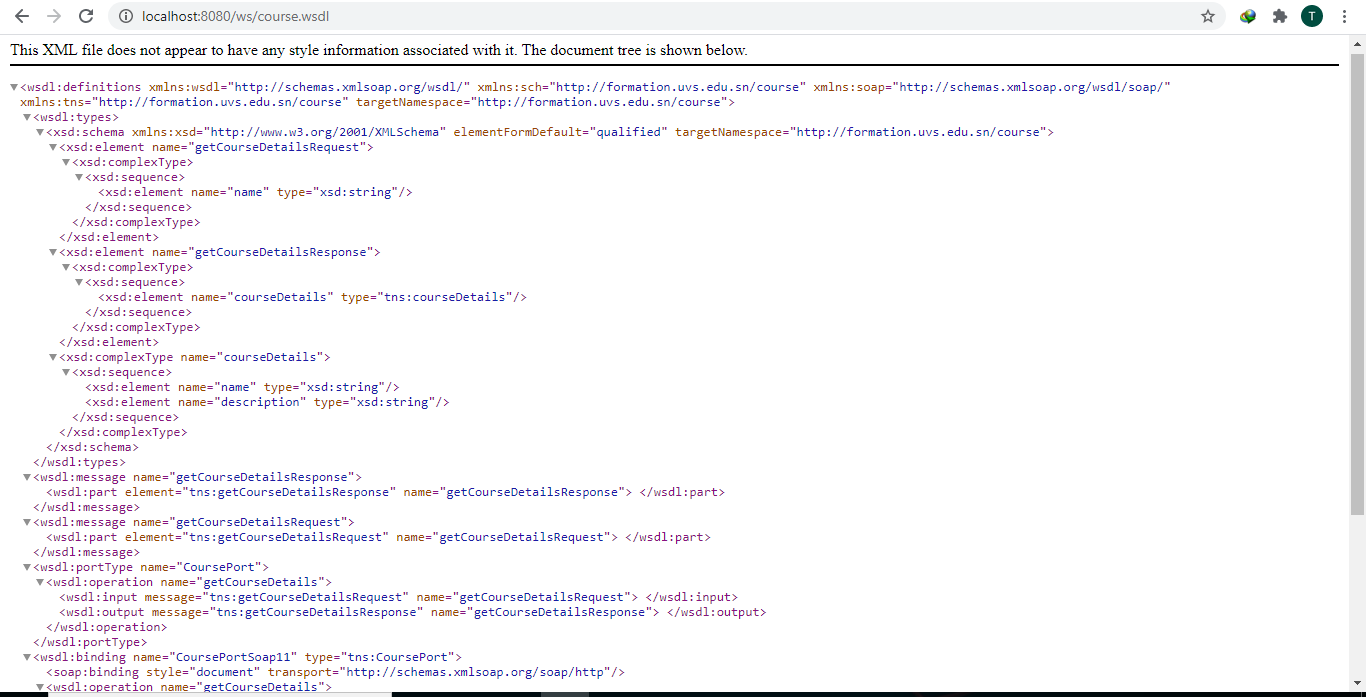 localhost:8080/ws/course.wsdl
T
This XML file does not appear to have any style information associated with it. The document tree is shown below.
▼<wsdl:definitions xmlns:wsdl="http://schemas.xmlsoap.org/wsdl/" xmlns:sch="http://formation.uvs.edu.sn/course" xmlns:soap="http://schemas.xmlsoap.org/wsdl/soap/"
xmlns:tns="http://formation.uvs.edu.sn/course" targetNamespace="http://formation.uvs.edu.sn/course">
▼<wsdl:types>
▼<xsd:schema xmlns:xsd="http://www.w3.org/2001/XMLSchema" elementFormDefault="qualified" targetNamespace="http://formation.uvs.edu.sn/course">
▼<xsd:element name="getCourseDetailsRequest">
▼<xsd:complexType>
▼<xsd:sequence>
<xsd:element name="name" type="xsd:string"/>
</xsd:sequence>
</xsd:complexType>
</xsd:element>
▼<xsd:element name="getCourseDetailsResponse">
▼<xsd:complexType>
▼<xsd:sequence>
<xsd:element name="courseDetails" type="tns:courseDetails"/>
</xsd:sequence>
</xsd:complexType>
</xsd:element>
▼<xsd:complexType name="courseDetails">
▼<xsd:sequence>
<xsd:element name="name" type="xsd:string"/>
<xsd:element name="description" type="xsd:string"/>
</xsd:sequence>
</xsd:complexType>
</xsd:schema>
</wsdl:types>
▼<wsdl:message name="getCourseDetailsResponse">
<wsdl:part element="tns:getCourseDetailsResponse" name="getCourseDetailsResponse"> </wsdl:part>
</wsdl:message>
▼<wsdl:message name="getCourseDetailsRequest">
<wsdl:part element="tns:getCourseDetailsRequest" name="getCourseDetailsRequest"> </wsdl:part>
</wsdl:message>
▼<wsdl:portType name="CoursePort">
▼<wsdl:operation name="getCourseDetails">
<wsdl:input message="tns:getCourseDetailsRequest" name="getCourseDetailsRequest"> </wsdl:input>
<wsdl:output message="tns:getCourseDetailsResponse" name="getCourseDetailsResponse"> </wsdl:output>
</wsdl:operation>
</wsdl:portType>
▼<wsdl:binding name="CoursePortSoap11" type="tns:CoursePort">
<soap:binding style="document" transport="http://schemas.xmlsoap.org/soap/http"/>
▼<wsdl:operation name="getCourseDetails">